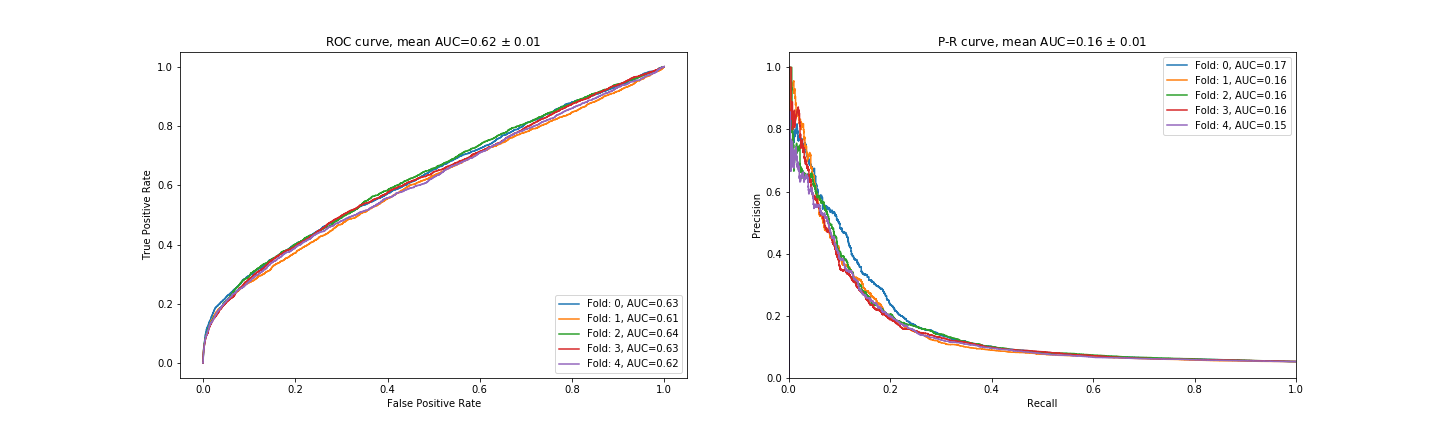 ROC curve, mean AUC=0.62 ± 0.01
True Positive Rate
1.0
0.8
0.6
0.4
0.2
0.0
Fold: 0, AUC=0.63
Fold: 1, AUC=0.61
Fold: 2, AUC=0.64
Fold: 3, AUC=0.63
Fold: 4, AUC=0.62
0.0 0.2 0.4 0.6 0.8 1.0
False Positive Rate
P-R curve, mean AUC=0.16 ± 0.01
Precision
1.0
0.8
0.6
0.4
0.2
0.0
Fold: 0, AUC=0.17
Fold: 1, AUC=0.16
Fold: 2, AUC=0.16
Fold: 3, AUC=0.16
Fold: 4, AUC=0.15
0.0 0.2 0.4 0.6 0.8 1.0
Recall